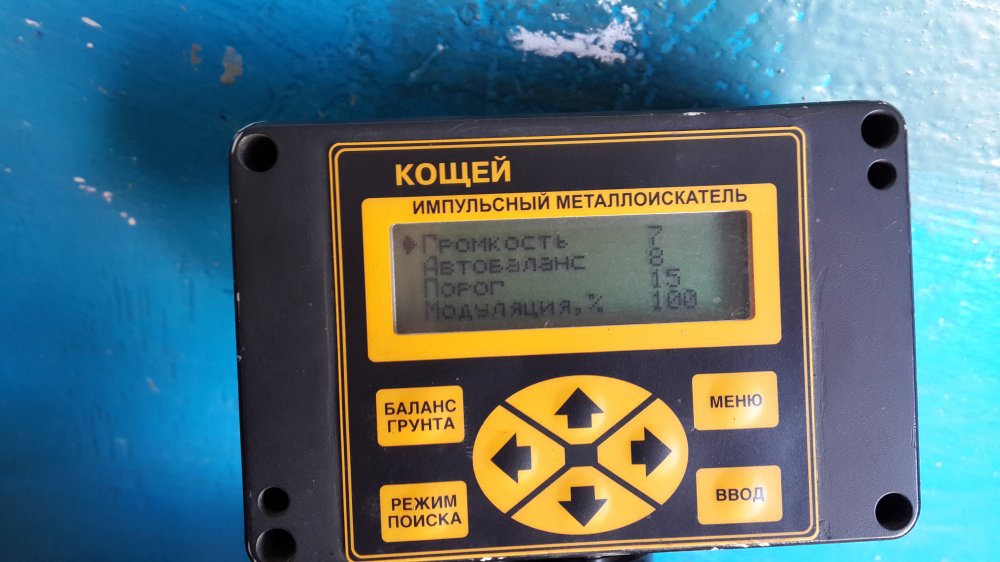 КОЩЕЙ
ИМПУЛЬСНЫЙ МЕТАЛЛОИСКАТЕЛЬ
Громкость 7
Автобаланс 8
Порог 15
Модуляция,% 100
БАЛАНС
ГРУНТА
МЕНЮ
РЕЖИМ
ПОИСКА
ВВОД